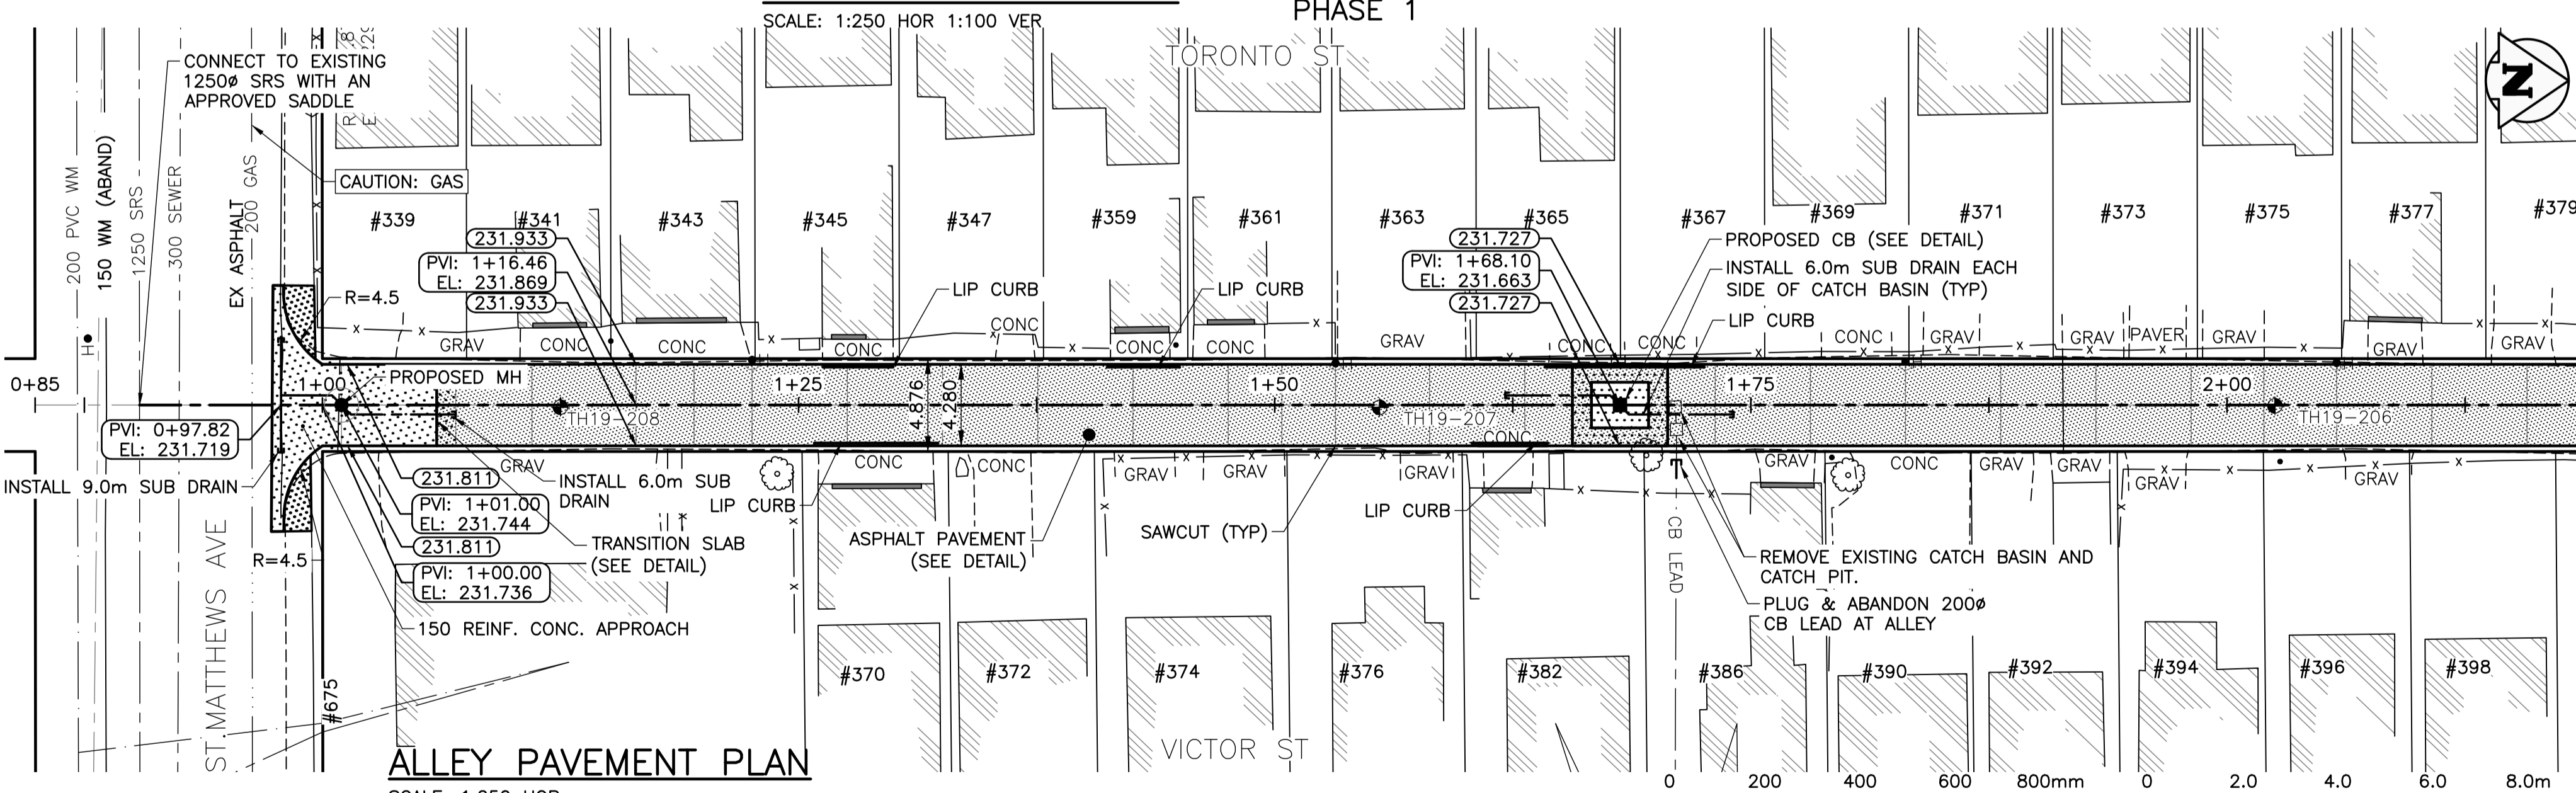 SCALE: 1:250 HOR 1:100 VER
PHASE 1
TORONTO ST
N
CONNECT TO EXISTING
1250ø SRS WITH AN
APPROVED SADDLE
CAUTION: GAS
200 PVC WM
150 WM (ABAND)
1250 SRS
300 SEWER
EX ASPHALT
200 GAS
H
#339
#341
#343
#345
#347
#359
#361
#363
#365
#367
#369
#371
#373
#375
#377
#379
231.933
PVI: 1+16.46
EL: 231.869
231.933
231.727
PVI: 1+68.10
EL: 231.663
231.727
PROPOSED CB (SEE DETAIL)
INSTALL 6.0m SUB DRAIN EACH
SIDE OF CATCH BASIN (TYP)
LIP CURB
LIP CURB
LIP CURB
R=4.5
GRAV
CONC
CONC
CONC
CONC
CONC
CONC
GRAV
CONC
CONC
CONC
GRAV
GRAV
PAVER
GRAV
GRAV
GRAV
0+85
1+00
PROPOSED MH
1+25
1+50
1+75
2+00
4.876
4.280
TH19-208
TH19-207
TH19-206
PVI: 0+97.82
EL: 231.719
INSTALL 9.0m SUB DRAIN
231.811
PVI: 1+01.00
EL: 231.744
231.811
PVI: 1+00.00
EL: 231.736
GRAV
INSTALL 6.0m SUB
DRAIN
LIP CURB
CONC
CONC
GRAV
GRAV
GRAV
CONC
GRAV
CONC
GRAV
GRAV
GRAV
GRAV
TRANSITION SLAB
(SEE DETAIL)
ASPHALT PAVEMENT
(SEE DETAIL)
SAWCUT (TYP)
LIP CURB
R=4.5
150 REINF. CONC. APPROACH
CB LEAD
REMOVE EXISTING CATCH BASIN AND
CATCH PIT.
PLUG & ABANDON 200ø
CB LEAD AT ALLEY
ST.MATTHEWS AVE
#675
#370
#372
#374
#376
#382
#386
#390
#392
#394
#396
#398
VICTOR ST
ALLEY PAVEMENT PLAN
0 200 400 600 800mm
0 2.0 4.0 6.0 8.0m